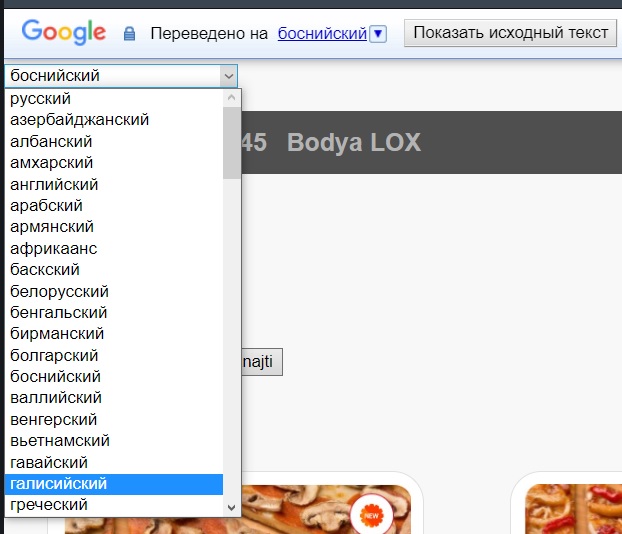 Google Переведено на боснийский Показать исходный текст
боснийский
русский
азербайджанский
албанский
амхарский
английский
арабский
армянский
африкаанс
баскский
белорусский
бенгальский
бирманский
болгарский
боснийский
валлийский
венгерский
вьетнамский
гавайский
галисийский
греческий
45 Bodya LOX
najti
NEW